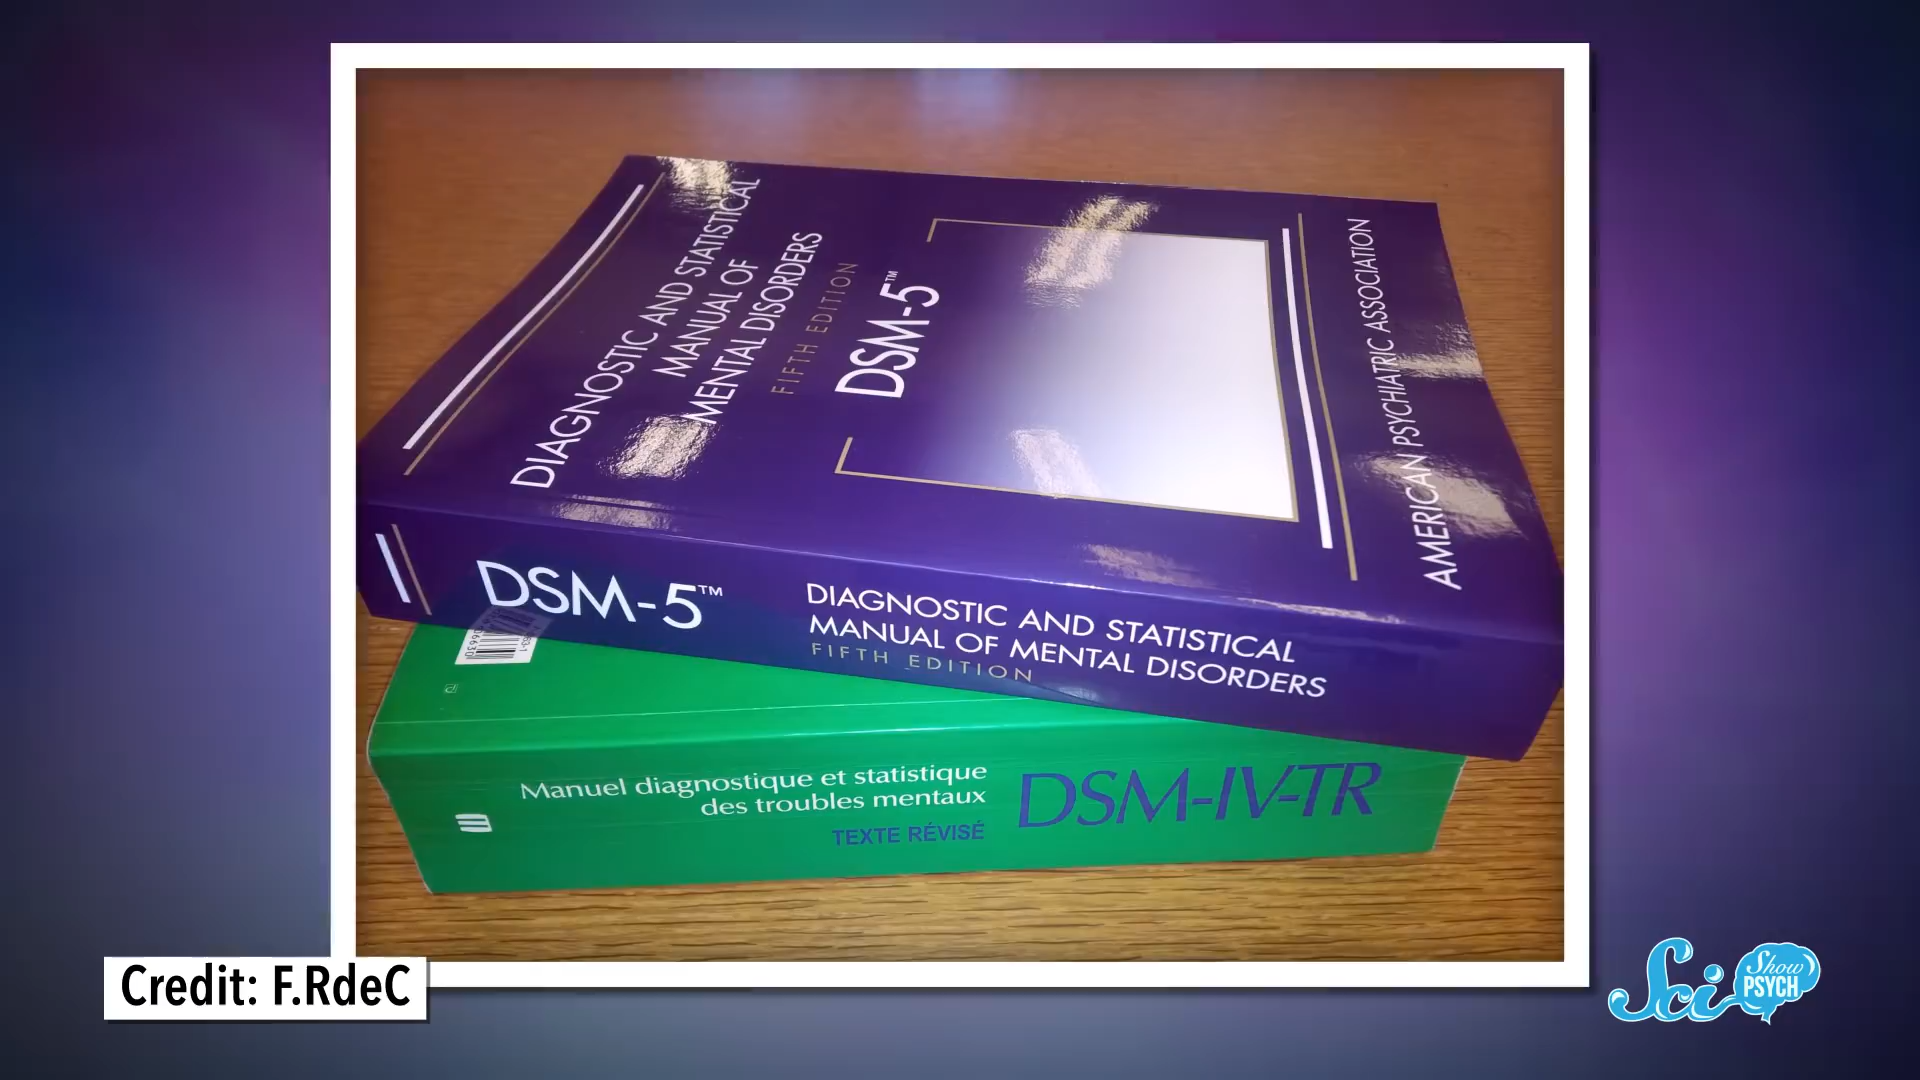 DIAGNOSTIC AND STATISTICAL
MANUAL OF
MENTAL DISORDERS
FIFTH EDITION
DSM-5™
AMERICAN PSYCHIATRIC ASSOCIATION
DSM-5™
DIAGNOSTIC AND STATISTICAL
MANUAL OF MENTAL DISORDERS
FIFTH EDITION
Manuel diagnostique et statistique
des troubles mentaux
TEXTE RÉVISÉ
DSM-IV-TR
Credit: F.RdeC
Sci
Show
PSYCH